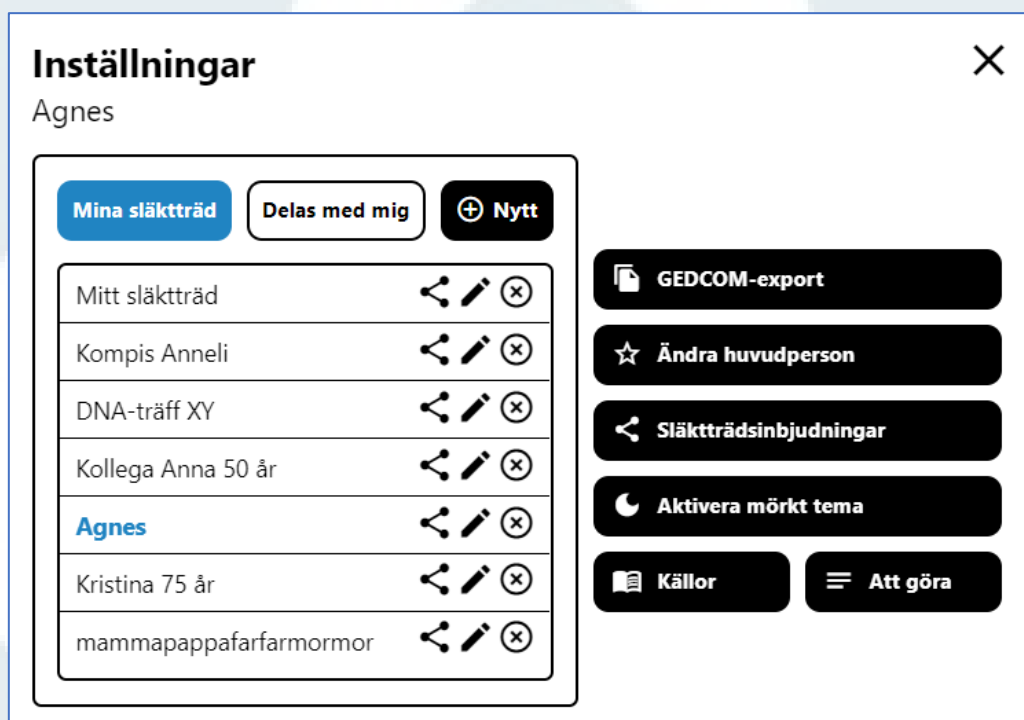 Inställningar
Agnes
Mina släktträd
Delas med mig
Nytt
Mitt släktträd
Kompis Anneli
DNA-träff XY
Kollega Anna 50 år
Agnes
Kristina 75 år
mammapappafarfarmormor
GEDCOM-export
Ändra huvudperson
Släktträdsinbjudningar
Aktivera mörkt tema
Källor
Att göra